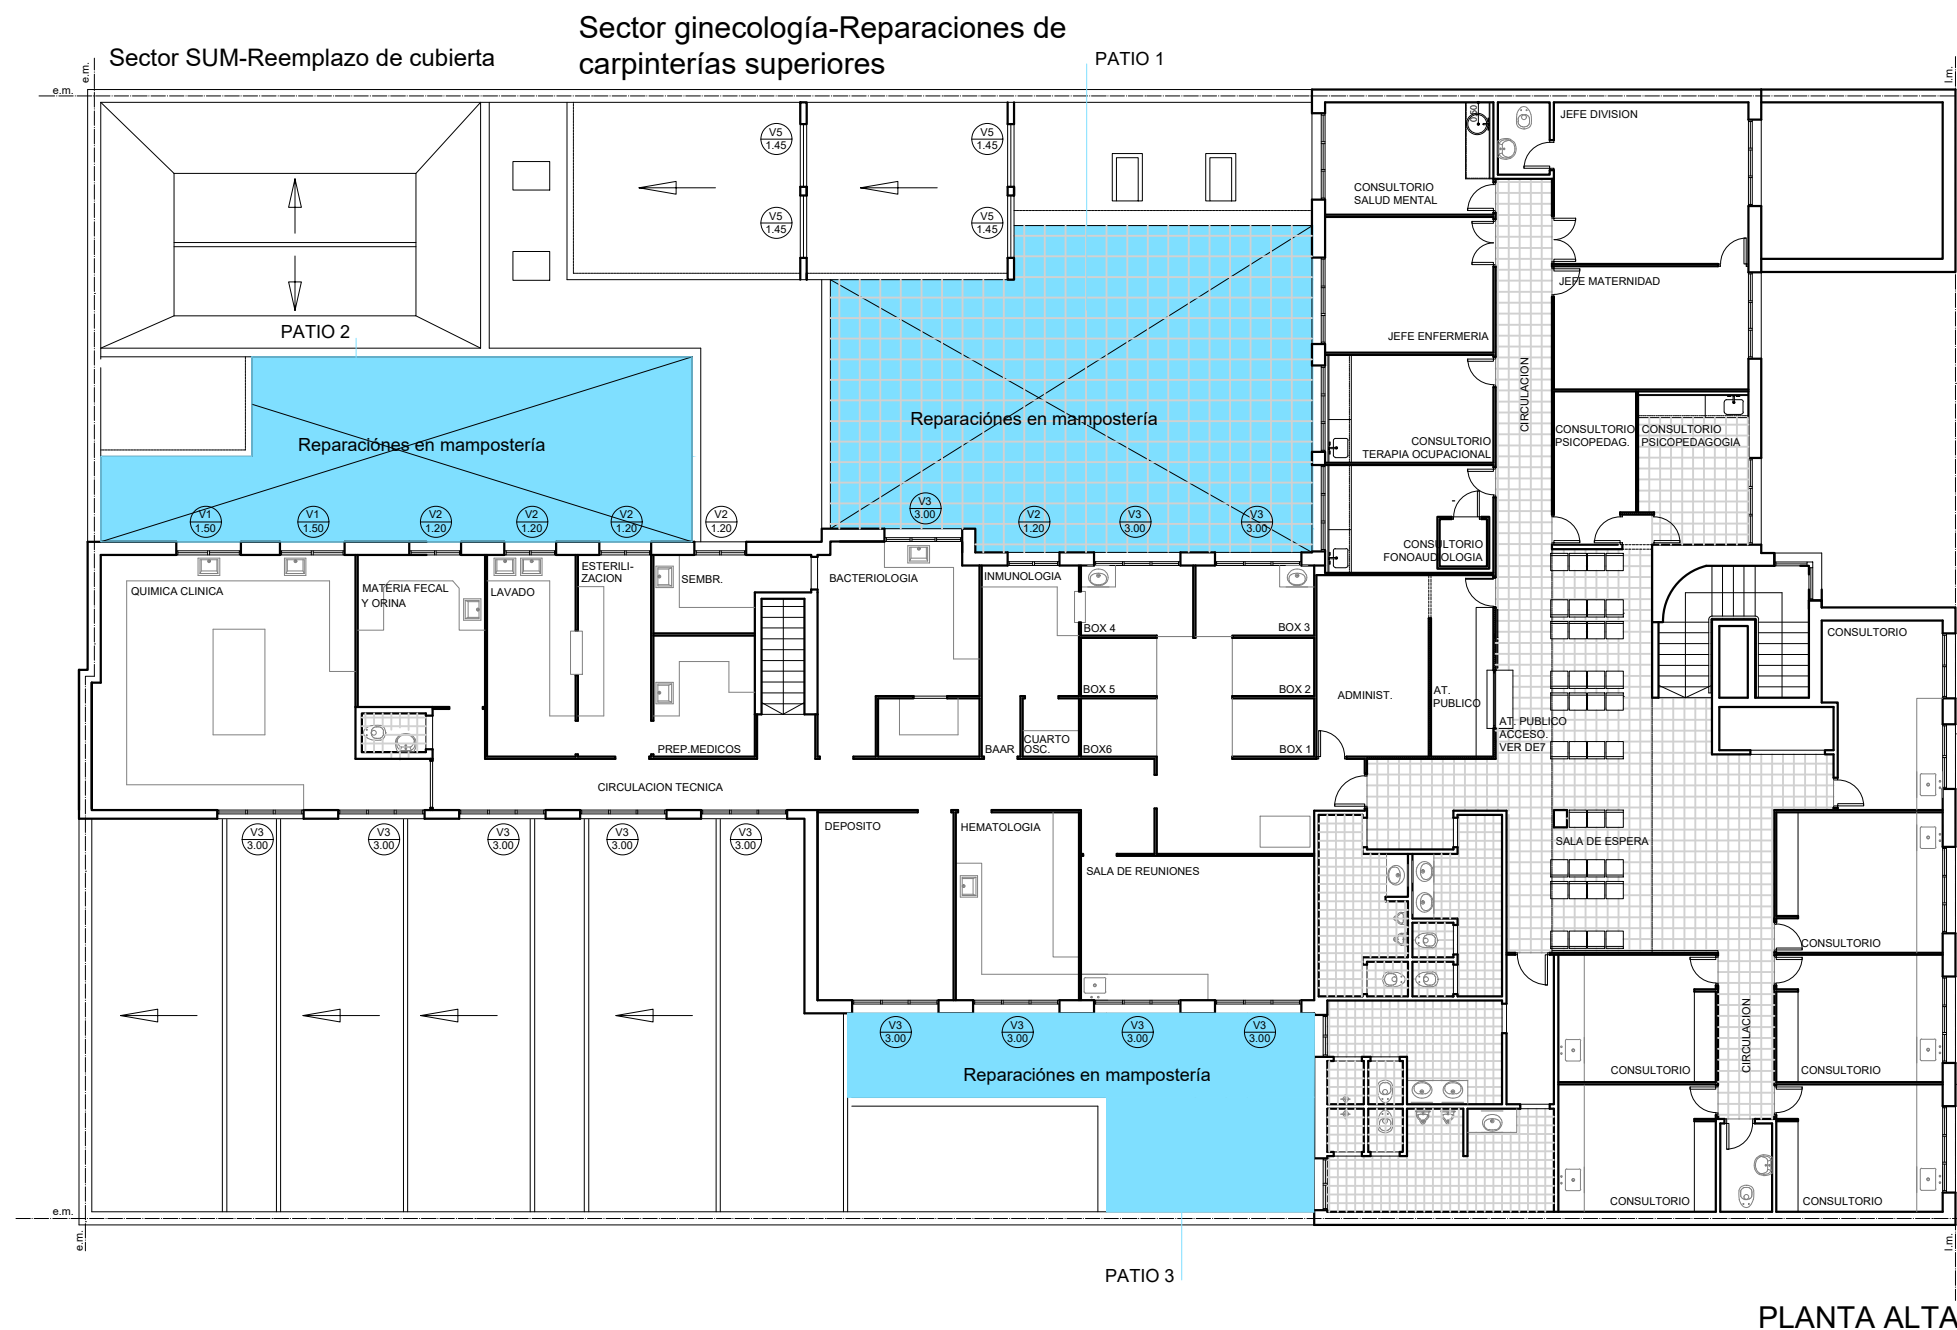 Sector ginecología-Reparaciones de
carpinterías superiores
Sector SUM-Reemplazo de cubierta
PATIO 1
e.m.
e.m.
l.m.
V5
1.45
V5
1.45
0.60
JEFE DIVISION
CONSULTORIO
SALUD MENTAL
V5
1.45
V5
1.45
JEFE MATERNIDAD
PATIO 2
JEFE ENFERMERIA
CIRCULACION
Reparaciónes en mampostería
Reparaciónes en mampostería
CONSULTORIO
TERAPIA OCUPACIONAL
CONSULTORIO
PSICOPEDAG.
CONSULTORIO
PSICOPEDAGOGIA
V1
1.50
V1
1.50
V2
1.20
V2
1.20
V2
1.20
V2
1.20
V3
3.00
V2
1.20
V3
3.00
V3
3.00
CONSULTORIO
FONOAUDIOLOGIA
QUIMICA CLINICA
MATERIA FECAL
Y ORINA
LAVADO
ESTERILI-
ZACION
SEMBR.
BACTERIOLOGIA
INMUNOLOGIA
BOX 4
BOX 3
CONSULTORIO
BOX 5
BOX 2
ADMINIST.
AT.
PUBLICO
AT. PUBLICO
ACCESO.
VER DE7
PREP.MEDICOS
BAAR
CUARTO
OSC.
BOX6
BOX 1
CIRCULACION TECNICA
DEPOSITO
HEMATOLOGIA
SALA DE ESPERA
V3
3.00
V3
3.00
V3
3.00
V3
3.00
V3
3.00
SALA DE REUNIONES
CONSULTORIO
V3
3.00
V3
3.00
V3
3.00
V3
3.00
CIRCULACION
Reparaciónes en mampostería
CONSULTORIO
CONSULTORIO
CONSULTORIO
CONSULTORIO
e.m.
e.m.
l.m.
PATIO 3
PLANTA ALTA